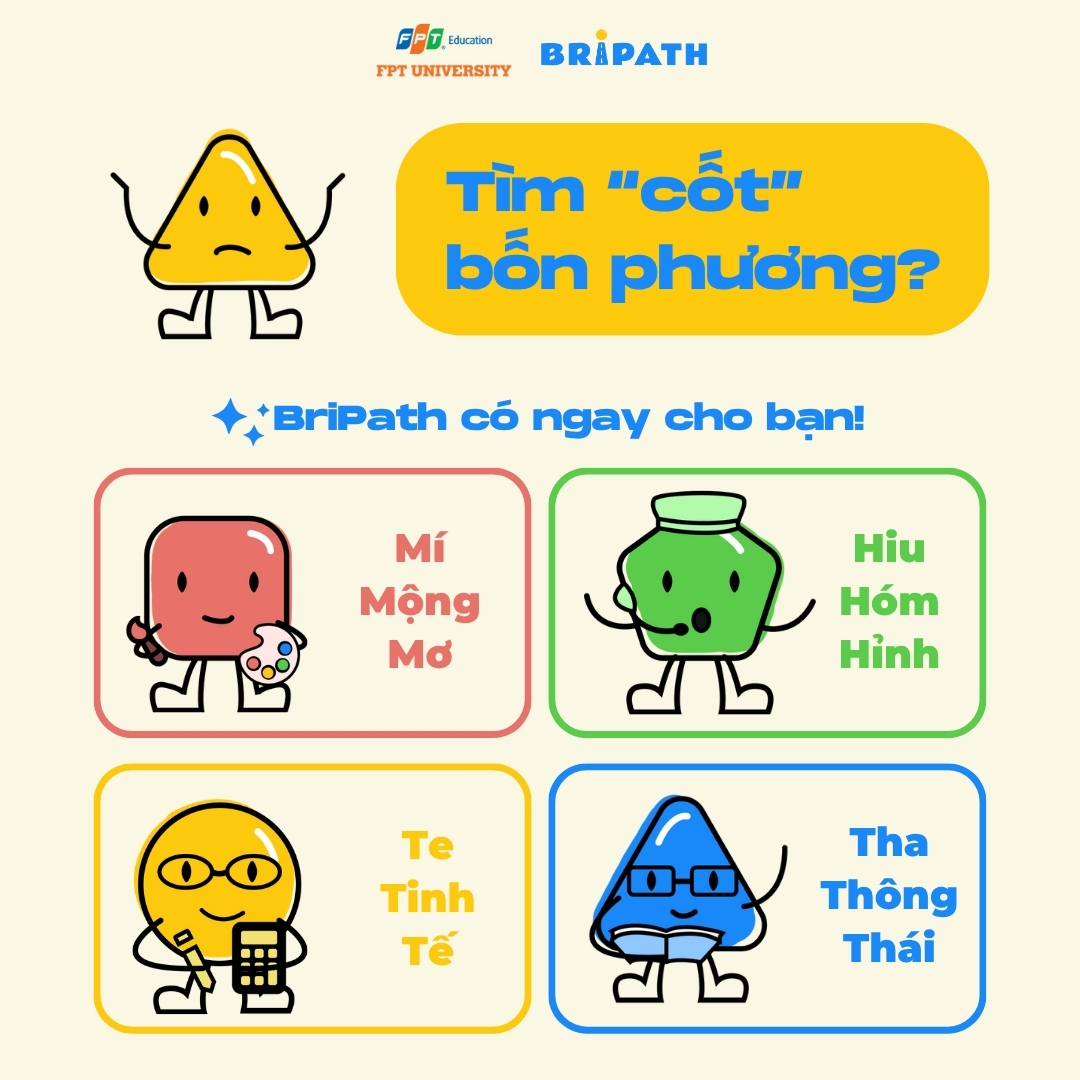 FPT Education
FPT UNIVERSITY
BRIPATH
Tìm "cốt"
bốn phương?
BriPath có ngay cho bạn!
Mí
Mộng
Mơ
Hiu
Hóm
Hỉnh
Te
Tinh
Tế
Tha
Thông
Thái